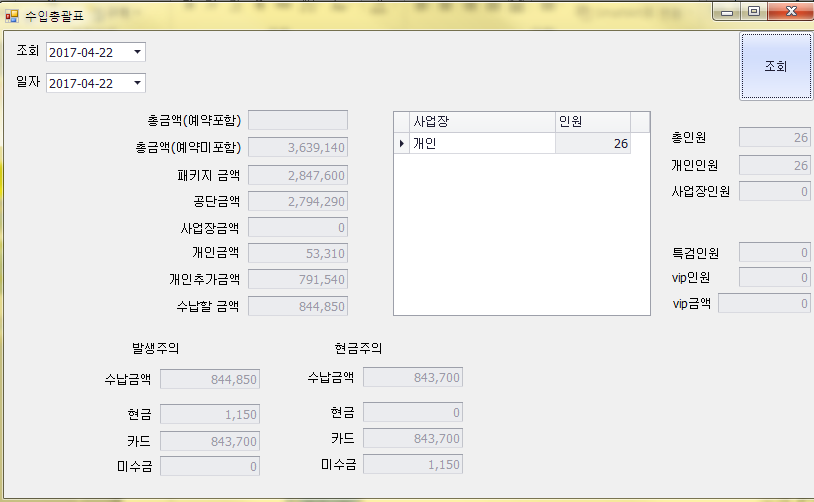 수입총괄표
조회 2017-04-22
조회
일자 2017-04-22
총금액(예약포함)
총금액(예약미포함) 3,639,140
패키지 금액 2,847,600
공단금액 2,794,290
사업장금액 0
개인금액 53,310
개인추가금액 791,540
수납할 금액 844,850
사업장 인원
개인 26
총인원 26
개인인원 26
사업장인원 0
특검인원 0
vip인원 0
vip금액 0
발생주의 현금주의
수납금액 844,850 수납금액 843,700
현금 1,150 현금 0
카드 843,700 카드 843,700
미수금 0 미수금 1,150